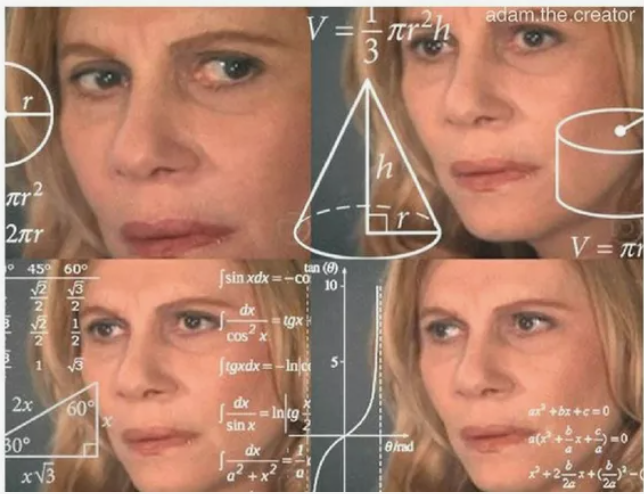 adam.the.creator
V = 1/3 πr²h
r
πr²
2πr
h
r
V = πr
45° 60°
√2/2 √3/2
√2/2 1/2
1 √3
2x
60°
x
30°
x√3
∫sin xdx = −co
∫dx/cos² x = tgx
∫tgxdx = −ln|c
∫dx/sin x = ln|tg x/2
∫dx/a² + x² = 1/a
tan (θ)
10
5
θ/rad
ax² + bx + c = 0
a(x² + b/a x + c/a) = 0
x² + 2 b/2a x + (b/2a)² −